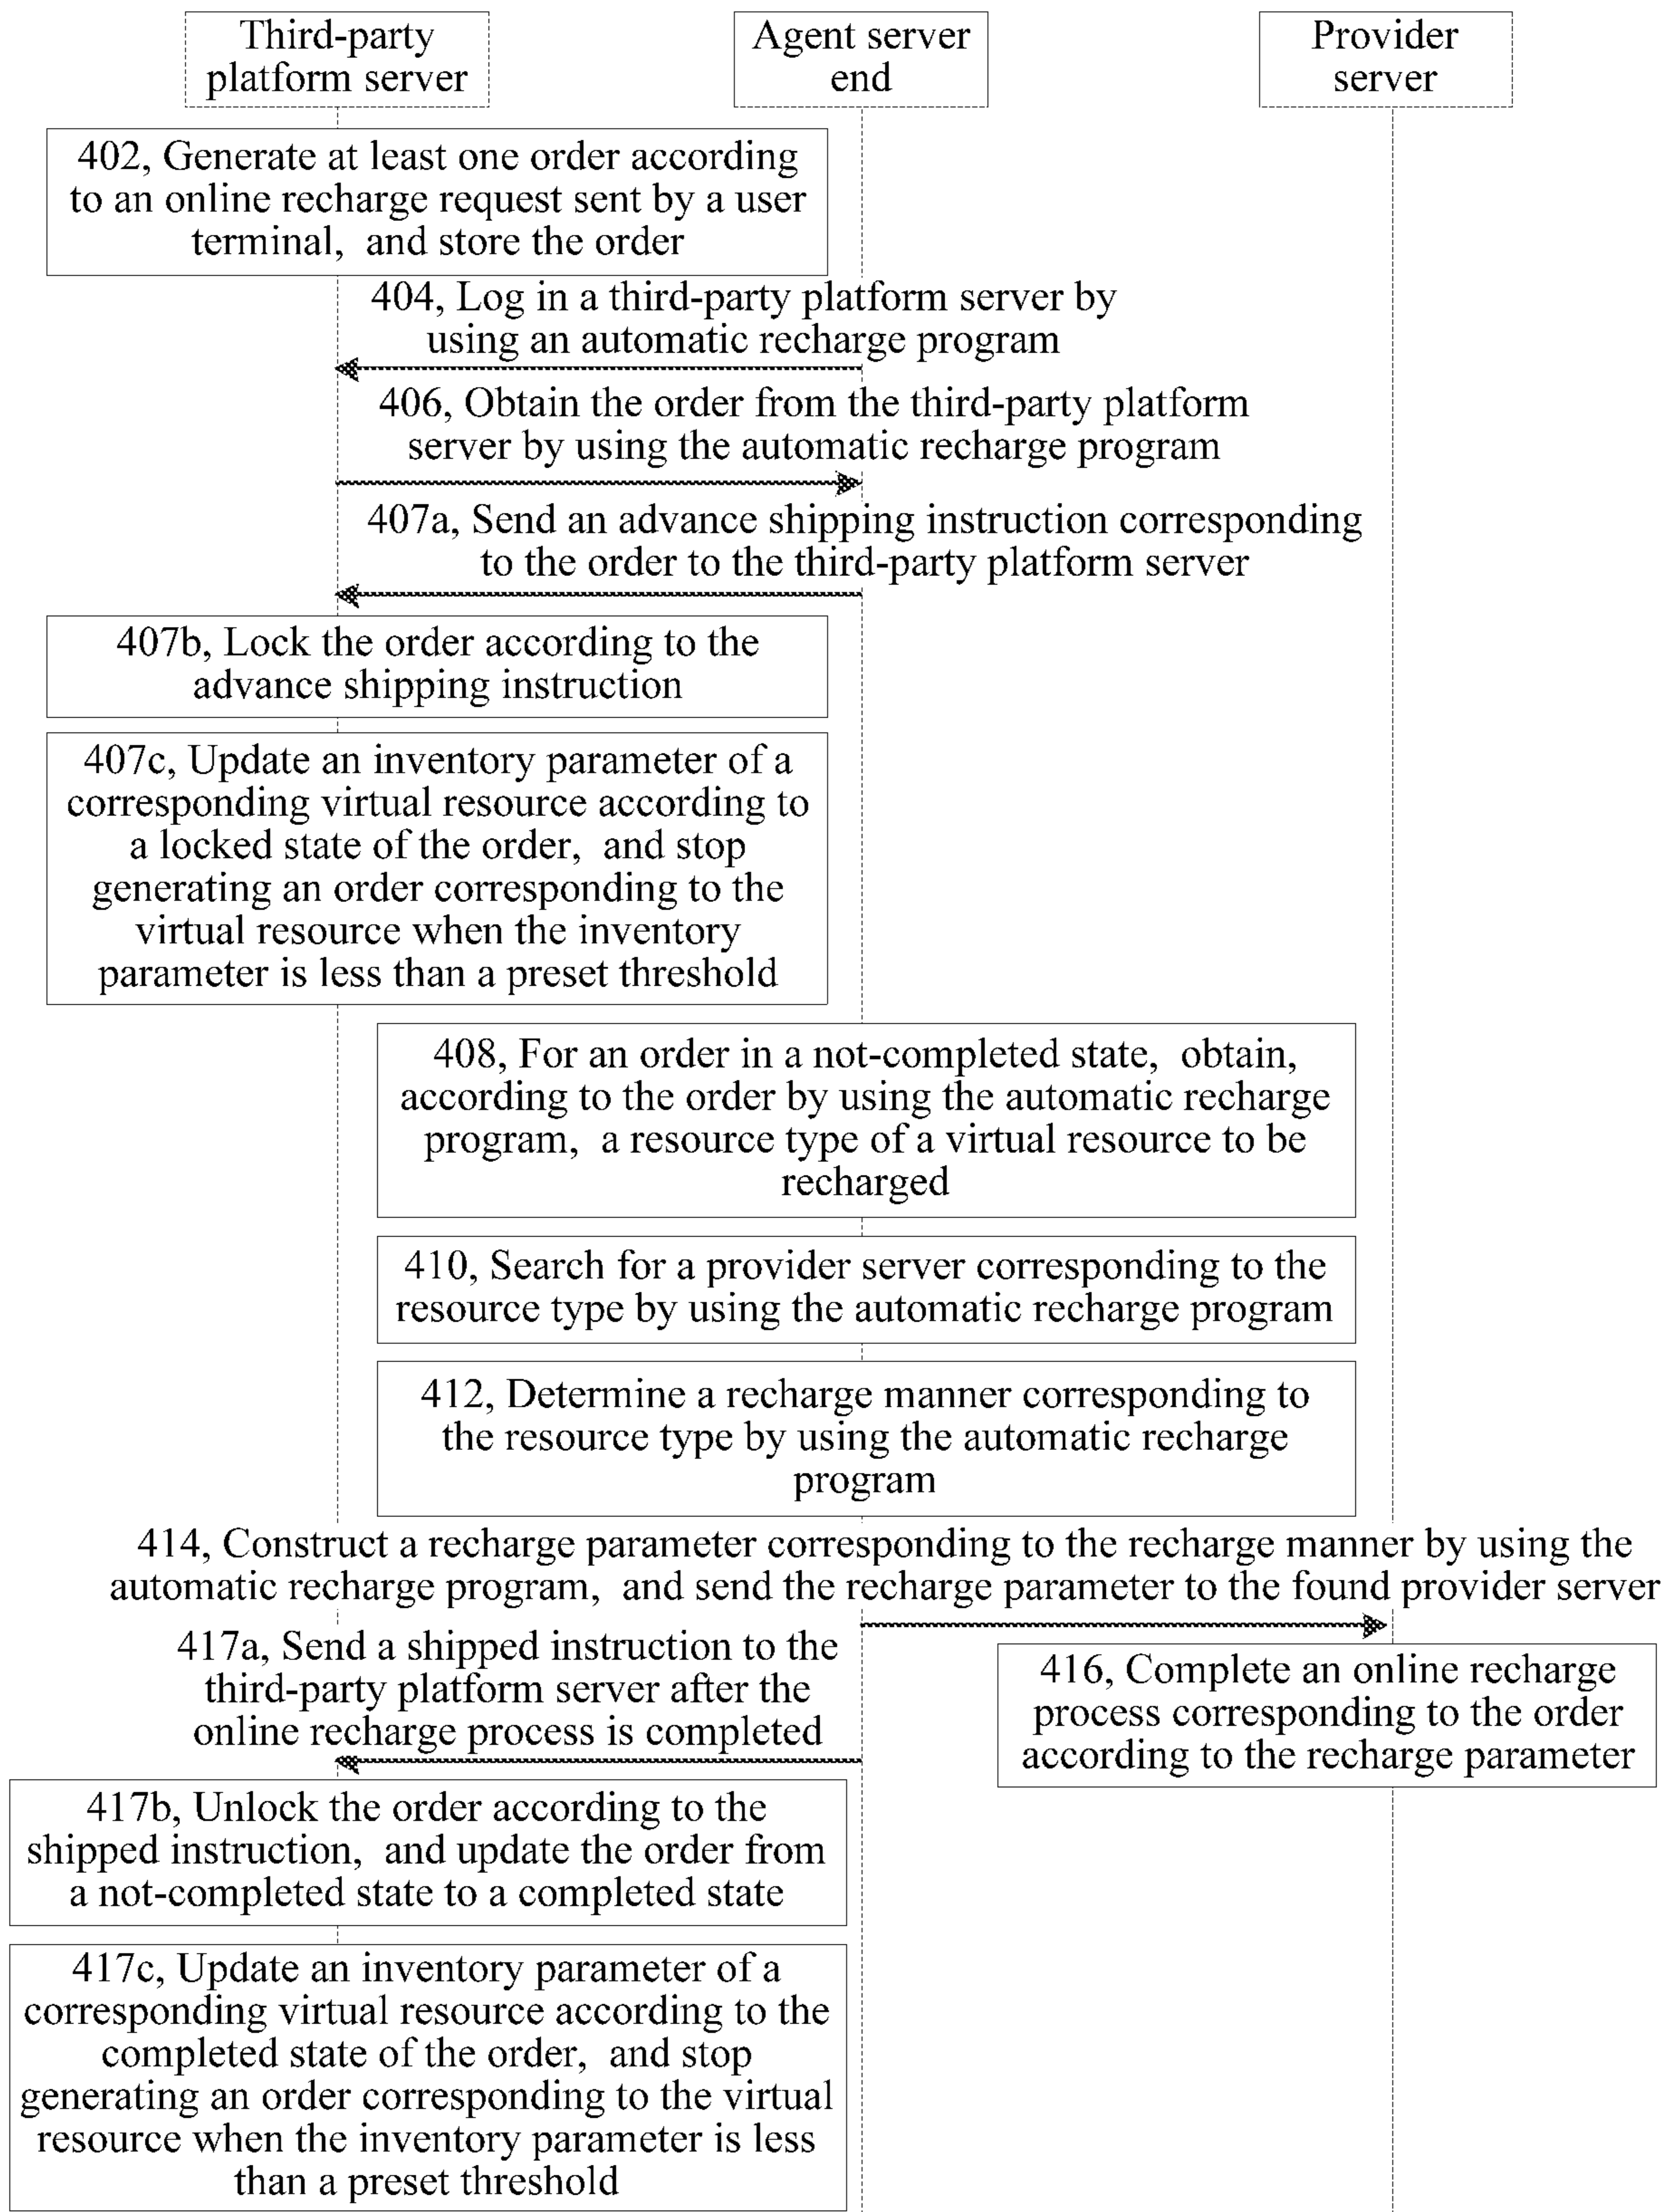 Third-party
platform server
Agent server
end
Provider
server
402, Generate at least one order according
to an online recharge request sent by a user
terminal, and store the order
404, Log in a third-party platform server by
using an automatic recharge program
406, Obtain the order from the third-party platform
server by using the automatic recharge program
407a, Send an advance shipping instruction corresponding
to the order to the third-party platform server
407b, Lock the order according to the
advance shipping instruction
407c, Update an inventory parameter of a
corresponding virtual resource according to
a locked state of the order, and stop
generating an order corresponding to the
virtual resource when the inventory
parameter is less than a preset threshold
408, For an order in a not-completed state, obtain,
according to the order by using the automatic recharge
program, a resource type of a virtual resource to be
recharged
410, Search for a provider server corresponding to the
resource type by using the automatic recharge program
412, Determine a recharge manner corresponding to
the resource type by using the automatic recharge
program
414, Construct a recharge parameter corresponding to the recharge manner by using the
automatic recharge program, and send the recharge parameter to the found provider server
417a, Send a shipped instruction to the
third-party platform server after the
online recharge process is completed
416, Complete an online recharge
process corresponding to the order
according to the recharge parameter
417b, Unlock the order according to the
shipped instruction, and update the order from
a not-completed state to a completed state
417c, Update an inventory parameter of a
corresponding virtual resource according to the
completed state of the order, and stop
generating an order corresponding to the virtual
resource when the inventory parameter is less
than a preset threshold